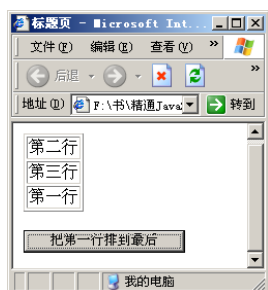 标题页 - Microsoft Int...
文件(F) 编辑(E) 查看(V) »
后退 »
地址(D) F:\书\精通Java 转到
第二行
第三行
第一行
把第一行排到最后
我的电脑